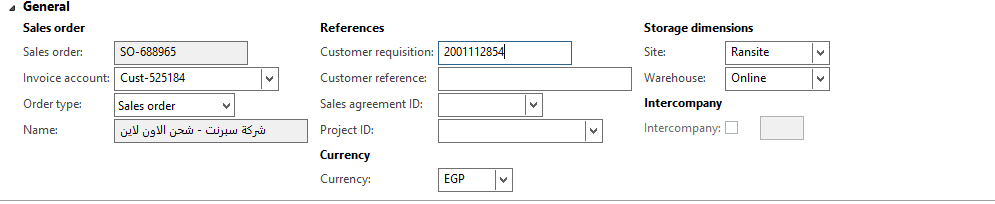 General
Sales order
Sales order: SO-688965
Invoice account: Cust-525184
Order type: Sales order
Name: شركة سبرنت - شحن الاون لاين
References
Customer requisition: 2001112854
Customer reference:
Sales agreement ID:
Project ID:
Currency
Currency: EGP
Storage dimensions
Site: Ransite
Warehouse: Online
Intercompany
Intercompany: